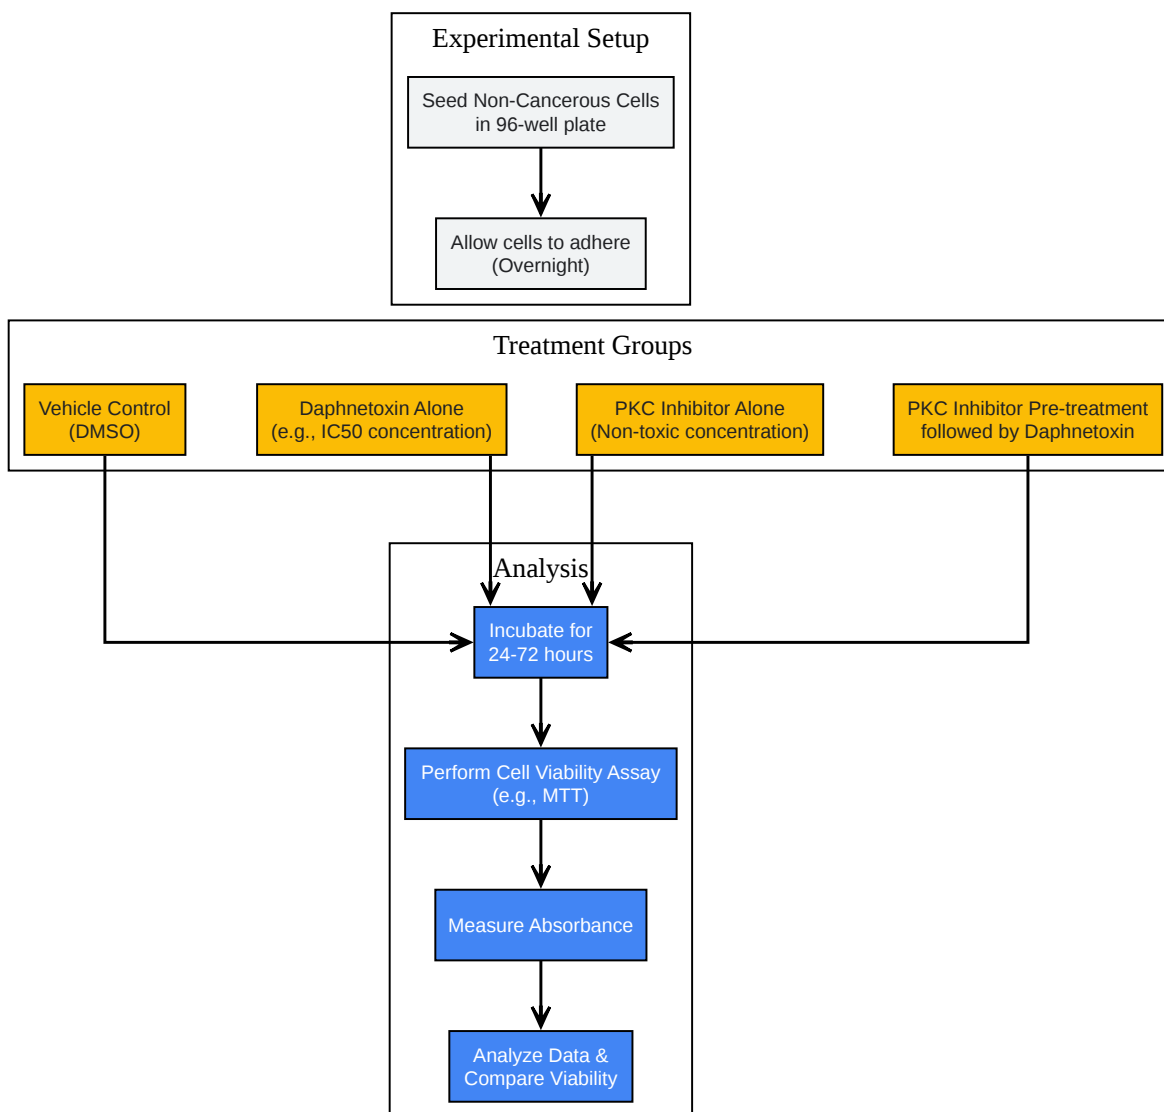 Experimental Setup
Seed Non-Cancerous Cells
in 96-well plate
Allow cells to adhere
(Overnight)
Treatment Groups
Vehicle Control
(DMSO)
Daphnetoxin Alone
(e.g., IC50 concentration)
PKC Inhibitor Alone
(Non-toxic concentration)
PKC Inhibitor Pre-treatment
followed by Daphnetoxin
Analysis
Incubate for
24-72 hours
Perform Cell Viability Assay
(e.g., MTT)
Measure Absorbance
Analyze Data &
Compare Viability